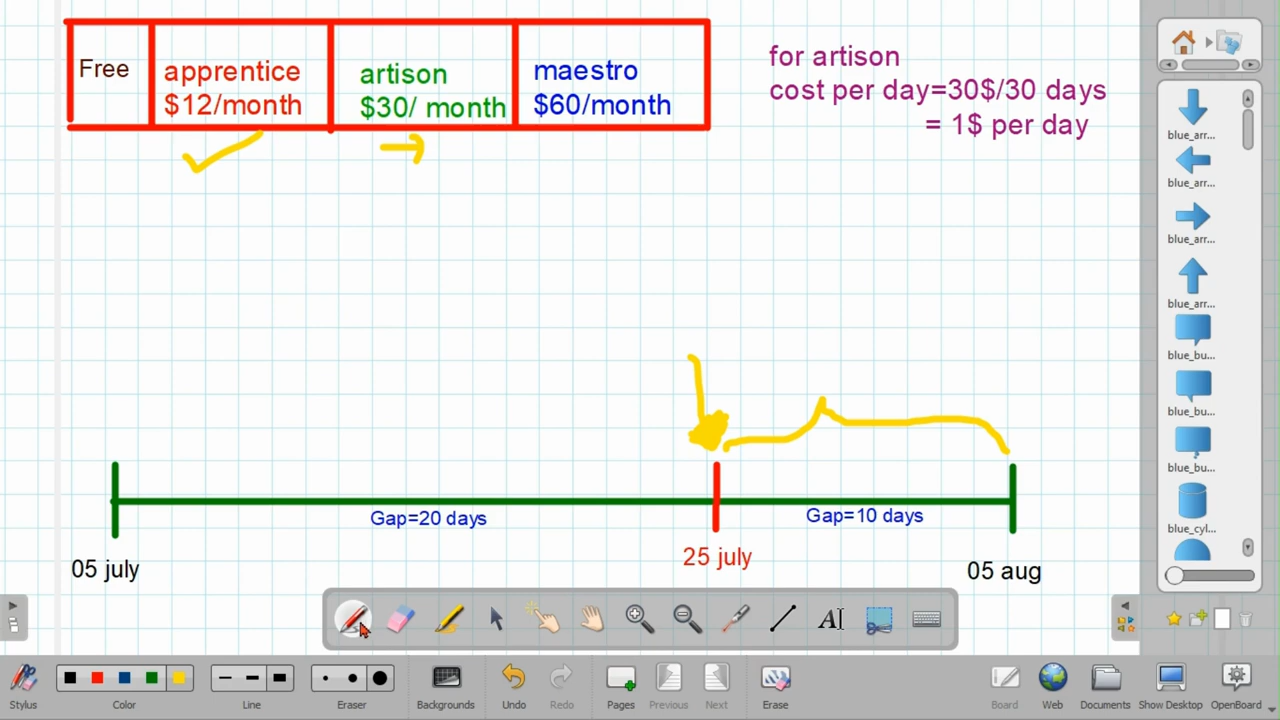 Free
apprentice
$12/month
artison
$30/ month
maestro
$60/month
for artison
cost per day=30$/30 days
= 1$ per day
Gap=20 days
Gap=10 days
05 july
25 july
05 aug
blue_arr...
blue_arr...
blue_arr...
blue_arr...
blue_bu...
blue_bu...
blue_bu...
blue_cyl...
Stylus
Color
Line
Eraser
Backgrounds
Undo
Redo
Pages
Previous
Next
Erase
Board
Web
Documents
Show Desktop
OpenBoard